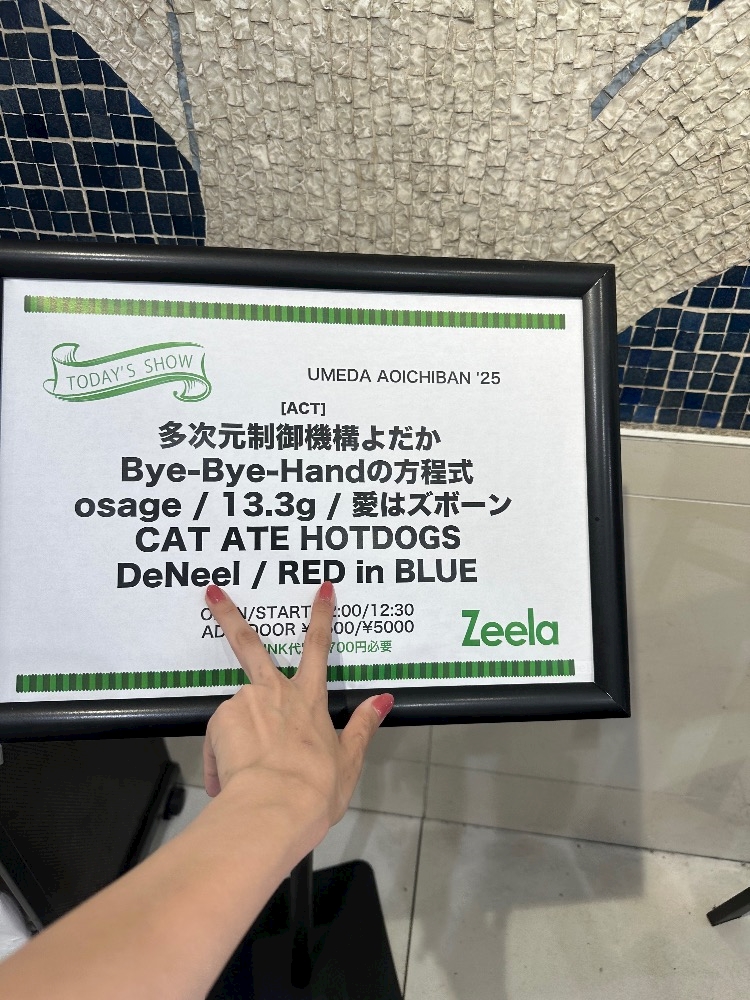 TODAY'S SHOW
UMEDA AOICHIBAN '25
[ACT]
多次元制御機構よだか
Bye-Bye-Handの方程式
osage / 13.3g / 愛はズボーン
CAT ATE HOTDOGS
DeNeel / RED in BLUE
:00/12:30
/¥5000
700円必要
Zeela